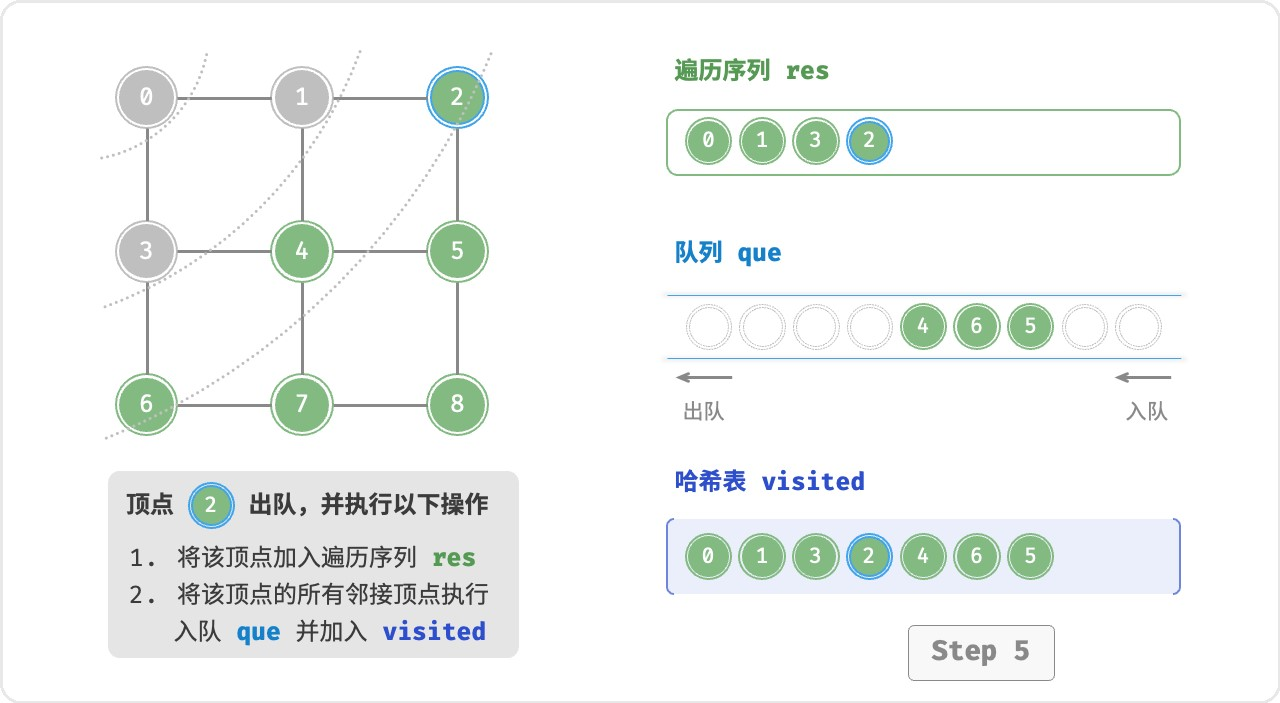 0 1 2
3 4 5
6 7 8
顶点 2 出队，并执行以下操作
1. 将该顶点加入遍历序列 res
2. 将该顶点的所有邻接顶点执行
入队 que 并加入 visited
遍历序列 res
0 1 3 2
队列 que
4 6 5
出队 入队
哈希表 visited
0 1 3 2 4 6 5
Step 5